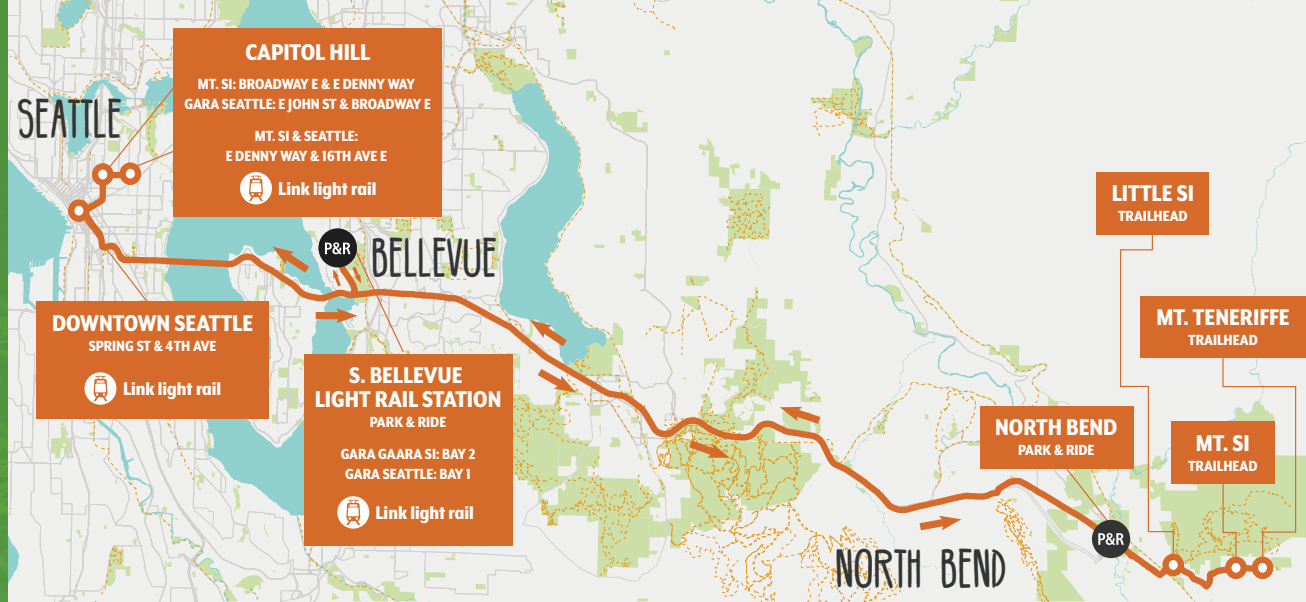 SEATTLE
CAPITOL HILL
MT. SI: BROADWAY E & E DENNY WAY
GARA SEATTLE: E JOHN ST & BROADWAY E
MT. SI & SEATTLE:
E DENNY WAY & 16TH AVE E
Link light rail
P&R
BELLEVUE
DOWNTOWN SEATTLE
SPRING ST & 4TH AVE
Link light rail
S. BELLEVUE
LIGHT RAIL STATION
PARK & RIDE
GARA GAARA SI: BAY 2
GARA SEATTLE: BAY 1
Link light rail
LITTLE SI
TRAILHEAD
MT. TENERIFFE
TRAILHEAD
NORTH BEND
PARK & RIDE
MT. SI
TRAILHEAD
P&R
NORTH BEND